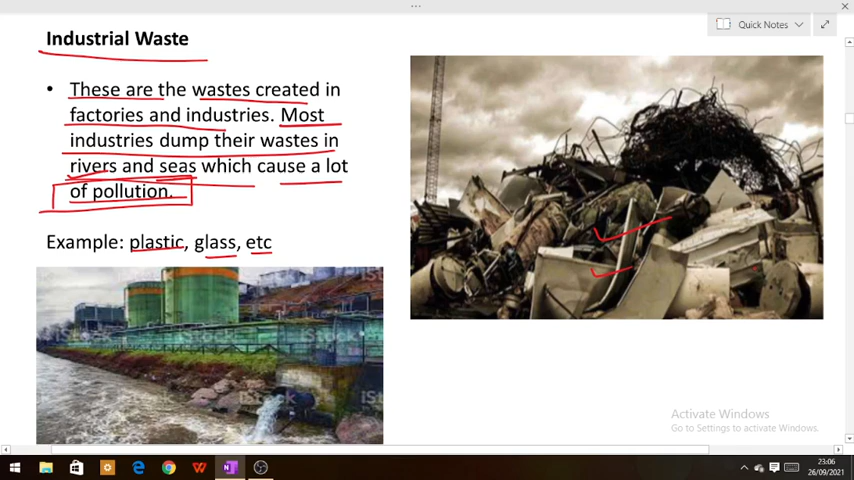 Quick Notes
Industrial Waste
• These are the wastes created in
factories and industries. Most
industries dump their wastes in
rivers and seas which cause a lot
of pollution.
Example: plastic, glass, etc
iStock
Activate Windows
Go to Settings to activate Windows.
23:06
26/09/2021